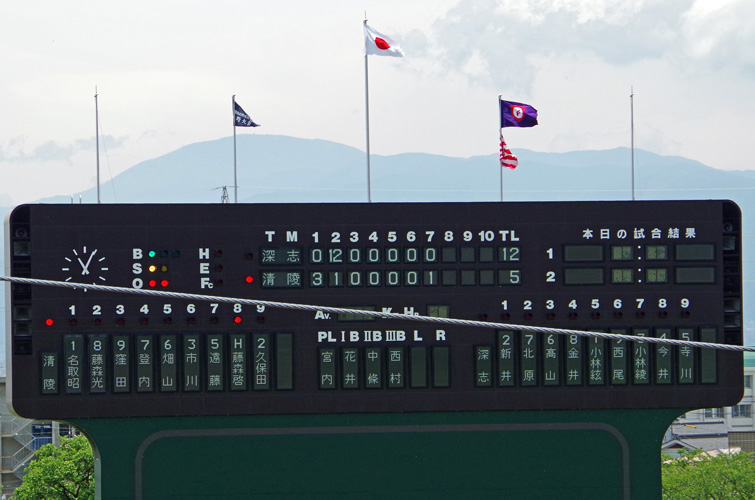 本日の試合結果
TM 1 2 3 4 5 6 7 8 9 10 TL
B H 深志 0 12 0 0 0 0 0 12 1 :
S E
O Fc 清陵 3 1 0 0 0 0 1 5 2 :
1 2 3 4 5 6 7 8 9 Av. K HR 1 2 3 4 5 6 7 8 9
PL I B II B III B L R
清陵 1 名取昭 8 藤森光 9 窪田 7 登内 6 畑山 3 市川 5 遠藤 H 藤森啓 2 久保田 宮内 花井 中條 西村 深志 2 新井 7 北原 6 髙山 8 金井 1 小林紘 9 西尾 小林綾 4 今井 5 寺川